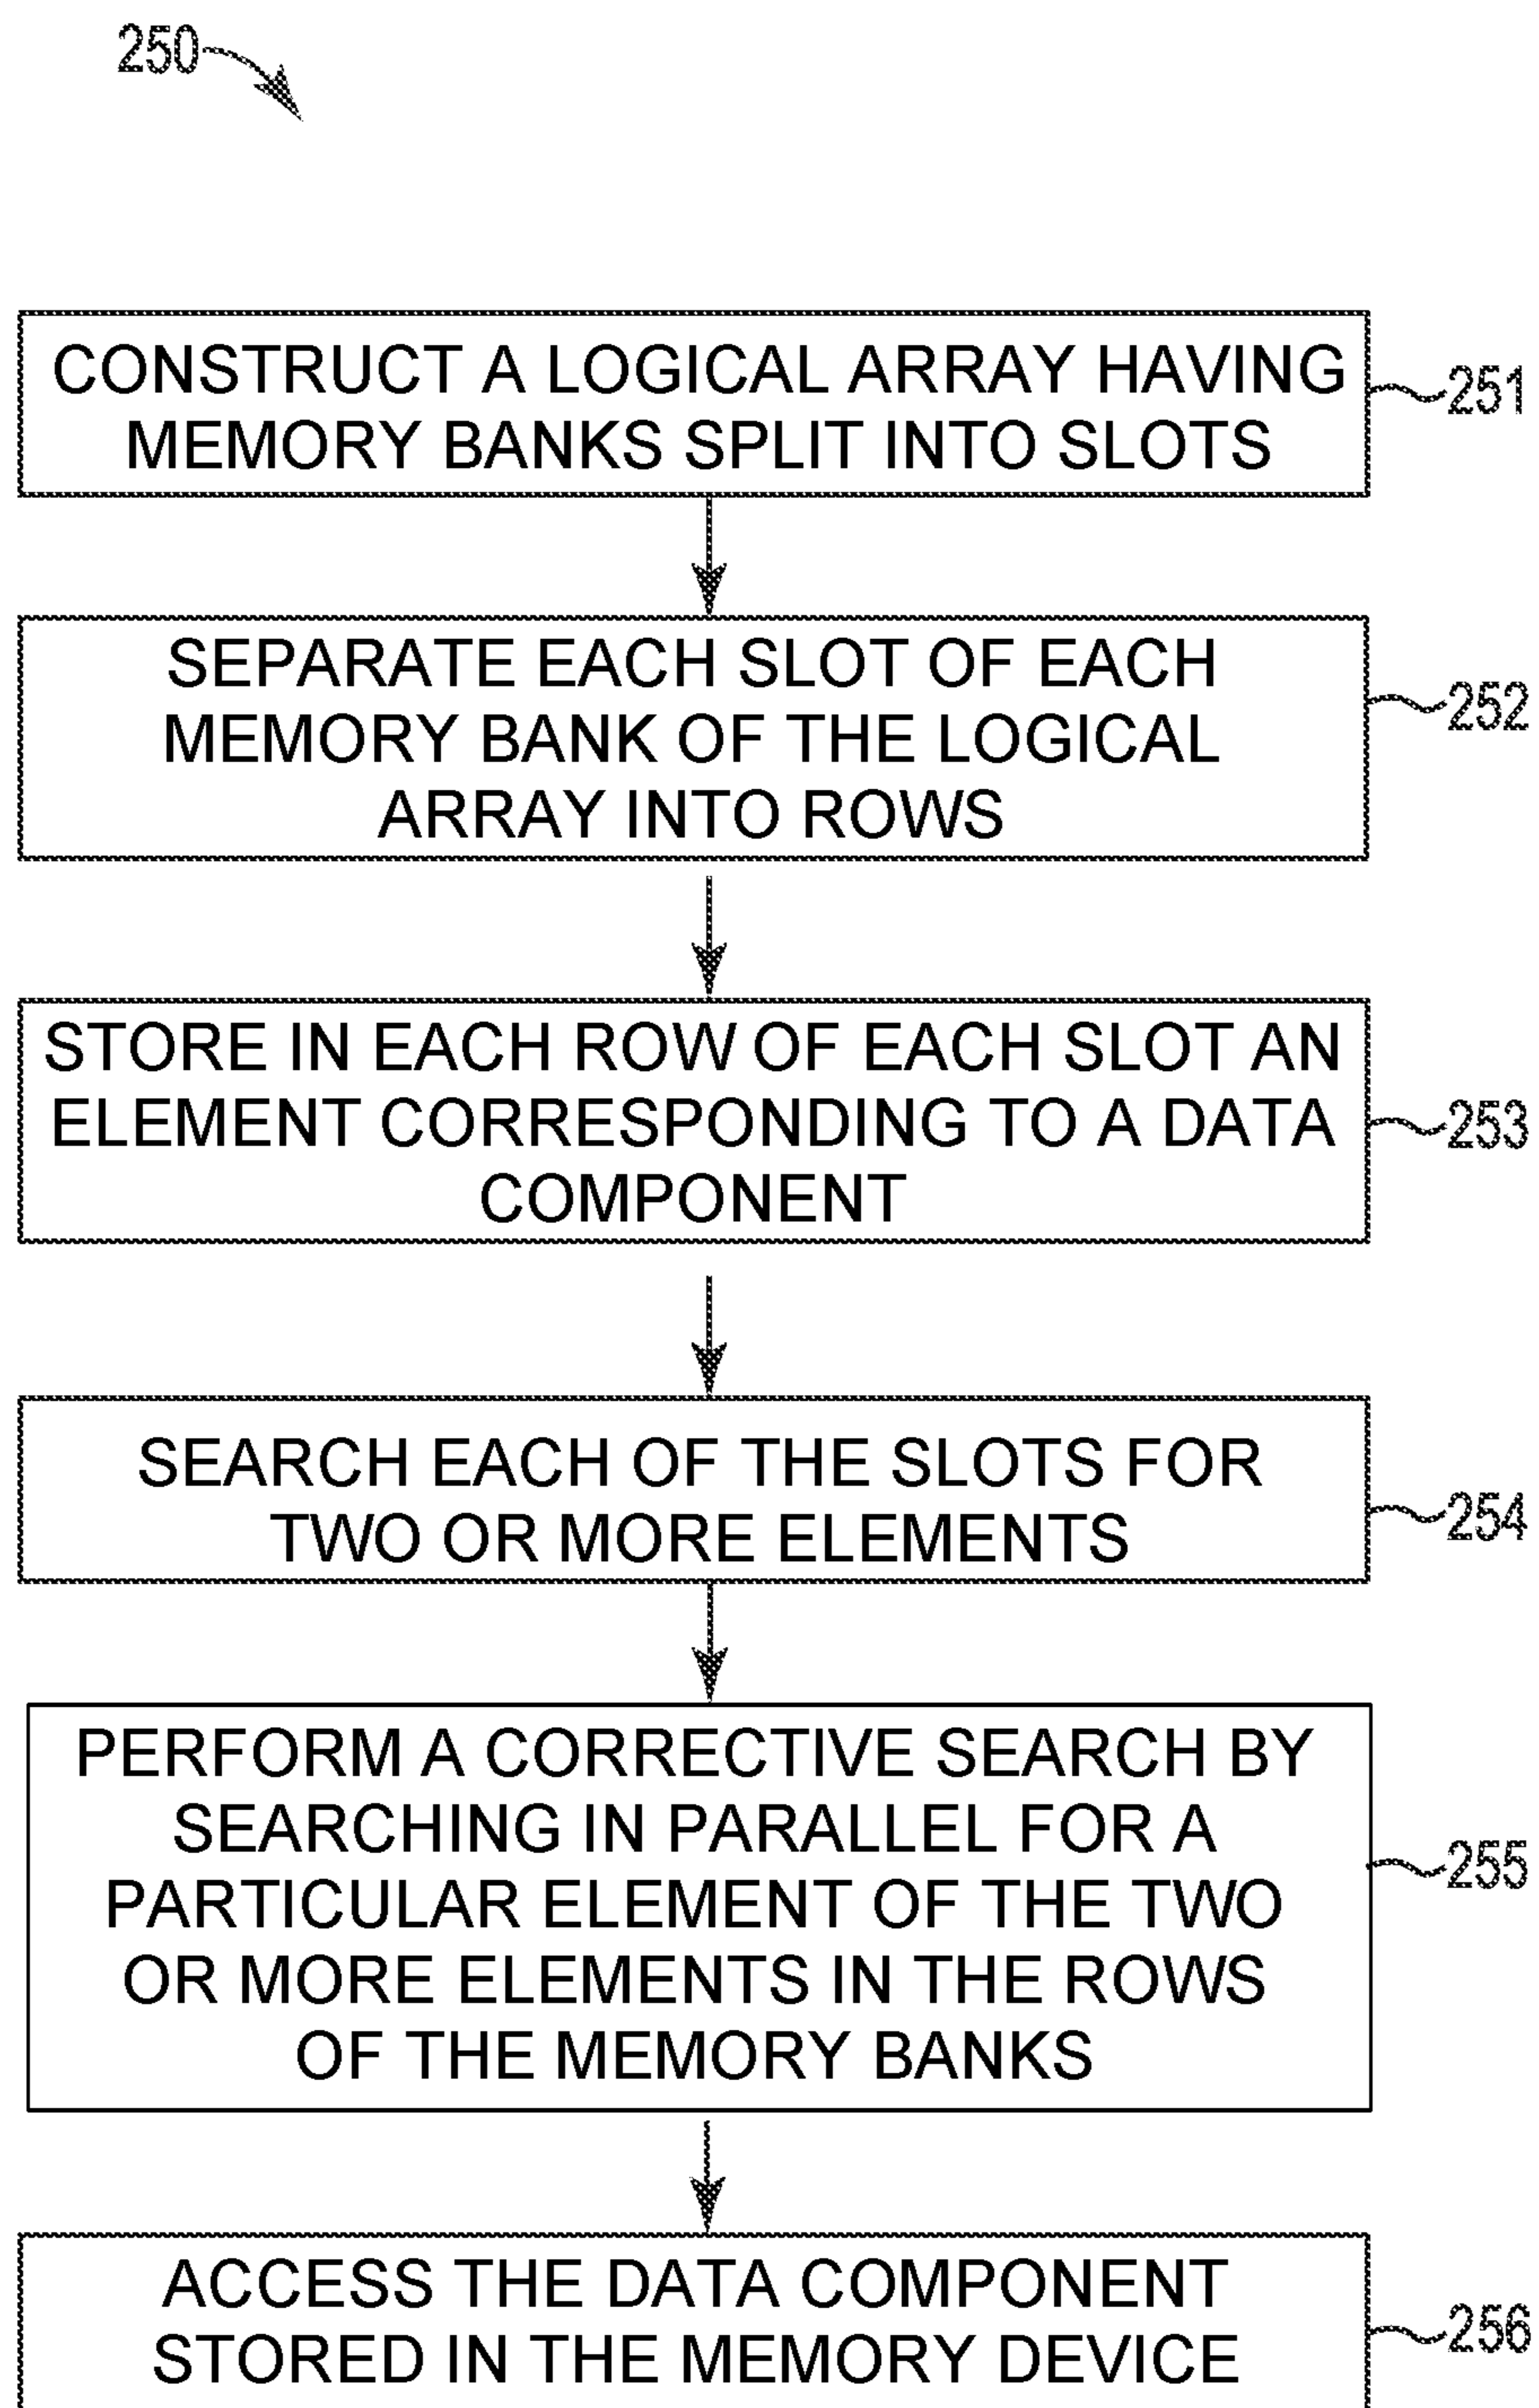 250
CONSTRUCT A LOGICAL ARRAY HAVING
MEMORY BANKS SPLIT INTO SLOTS
251
SEPARATE EACH SLOT OF EACH
MEMORY BANK OF THE LOGICAL
ARRAY INTO ROWS
252
STORE IN EACH ROW OF EACH SLOT AN
ELEMENT CORRESPONDING TO A DATA
COMPONENT
253
SEARCH EACH OF THE SLOTS FOR
TWO OR MORE ELEMENTS
254
PERFORM A CORRECTIVE SEARCH BY
SEARCHING IN PARALLEL FOR A
PARTICULAR ELEMENT OF THE TWO
OR MORE ELEMENTS IN THE ROWS
OF THE MEMORY BANKS
255
ACCESS THE DATA COMPONENT
STORED IN THE MEMORY DEVICE
256